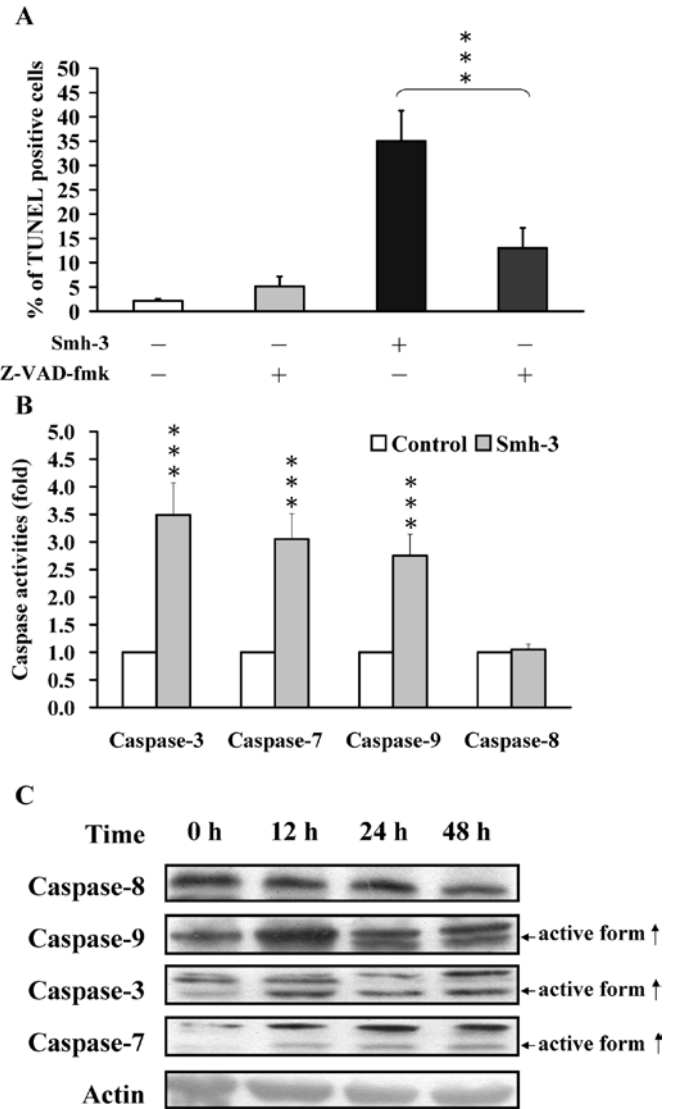 A
% of TUNEL positive cells
50
45
40
35
30
25
20
15
10
5
0
***
Smh-3 − − + −
Z-VAD-fmk − + − +
B
Caspase activities (fold)
5.0
4.5
4.0
3.5
3.0
2.5
2.0
1.5
1.0
0.5
0.0
Control Smh-3
*** *** ***
Caspase-3 Caspase-7 Caspase-9 Caspase-8
C
Time 0 h 12 h 24 h 48 h
Caspase-8
Caspase-9 ←active form ↑
Caspase-3 ←active form ↑
Caspase-7 ←active form ↑
Actin